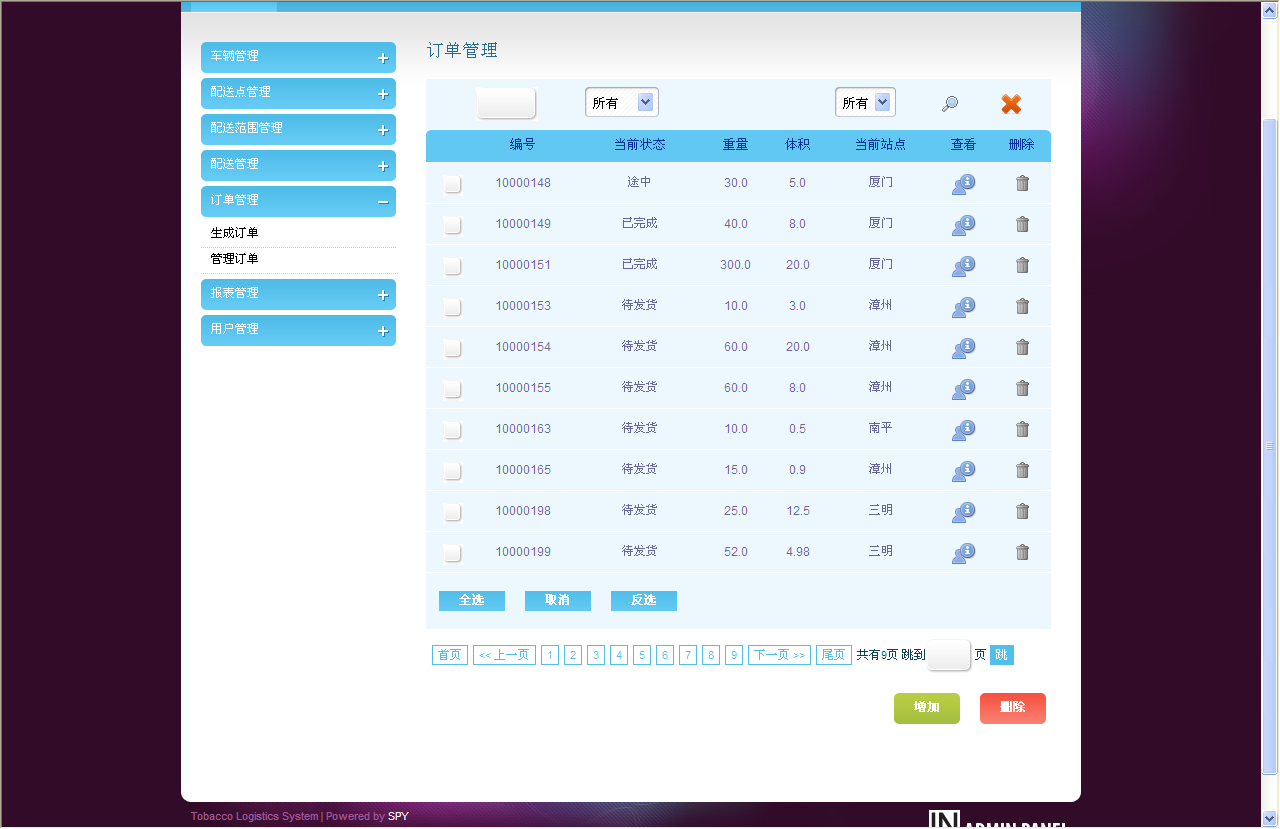 车辆管理
配送点管理
配送范围管理
配送管理
订单管理
生成订单
管理订单
报表管理
用户管理
订单管理
所有 所有
编号 当前状态 重量 体积 当前站点 查看 删除
10000148 途中 30.0 5.0 厦门
10000149 已完成 40.0 8.0 厦门
10000151 已完成 300.0 20.0 厦门
10000153 待发货 10.0 3.0 漳州
10000154 待发货 60.0 20.0 漳州
10000155 待发货 60.0 8.0 漳州
10000163 待发货 10.0 0.5 南平
10000165 待发货 15.0 0.9 漳州
10000198 待发货 25.0 12.5 三明
10000199 待发货 52.0 4.98 三明
全选 取消 反选
首页 << 上一页 1 2 3 4 5 6 7 8 9 下一页 >> 尾页 共有9页 跳到 页 跳
增加 删除
Tobacco Logistics System | Powered by SPY
IN ADMIN PANEL